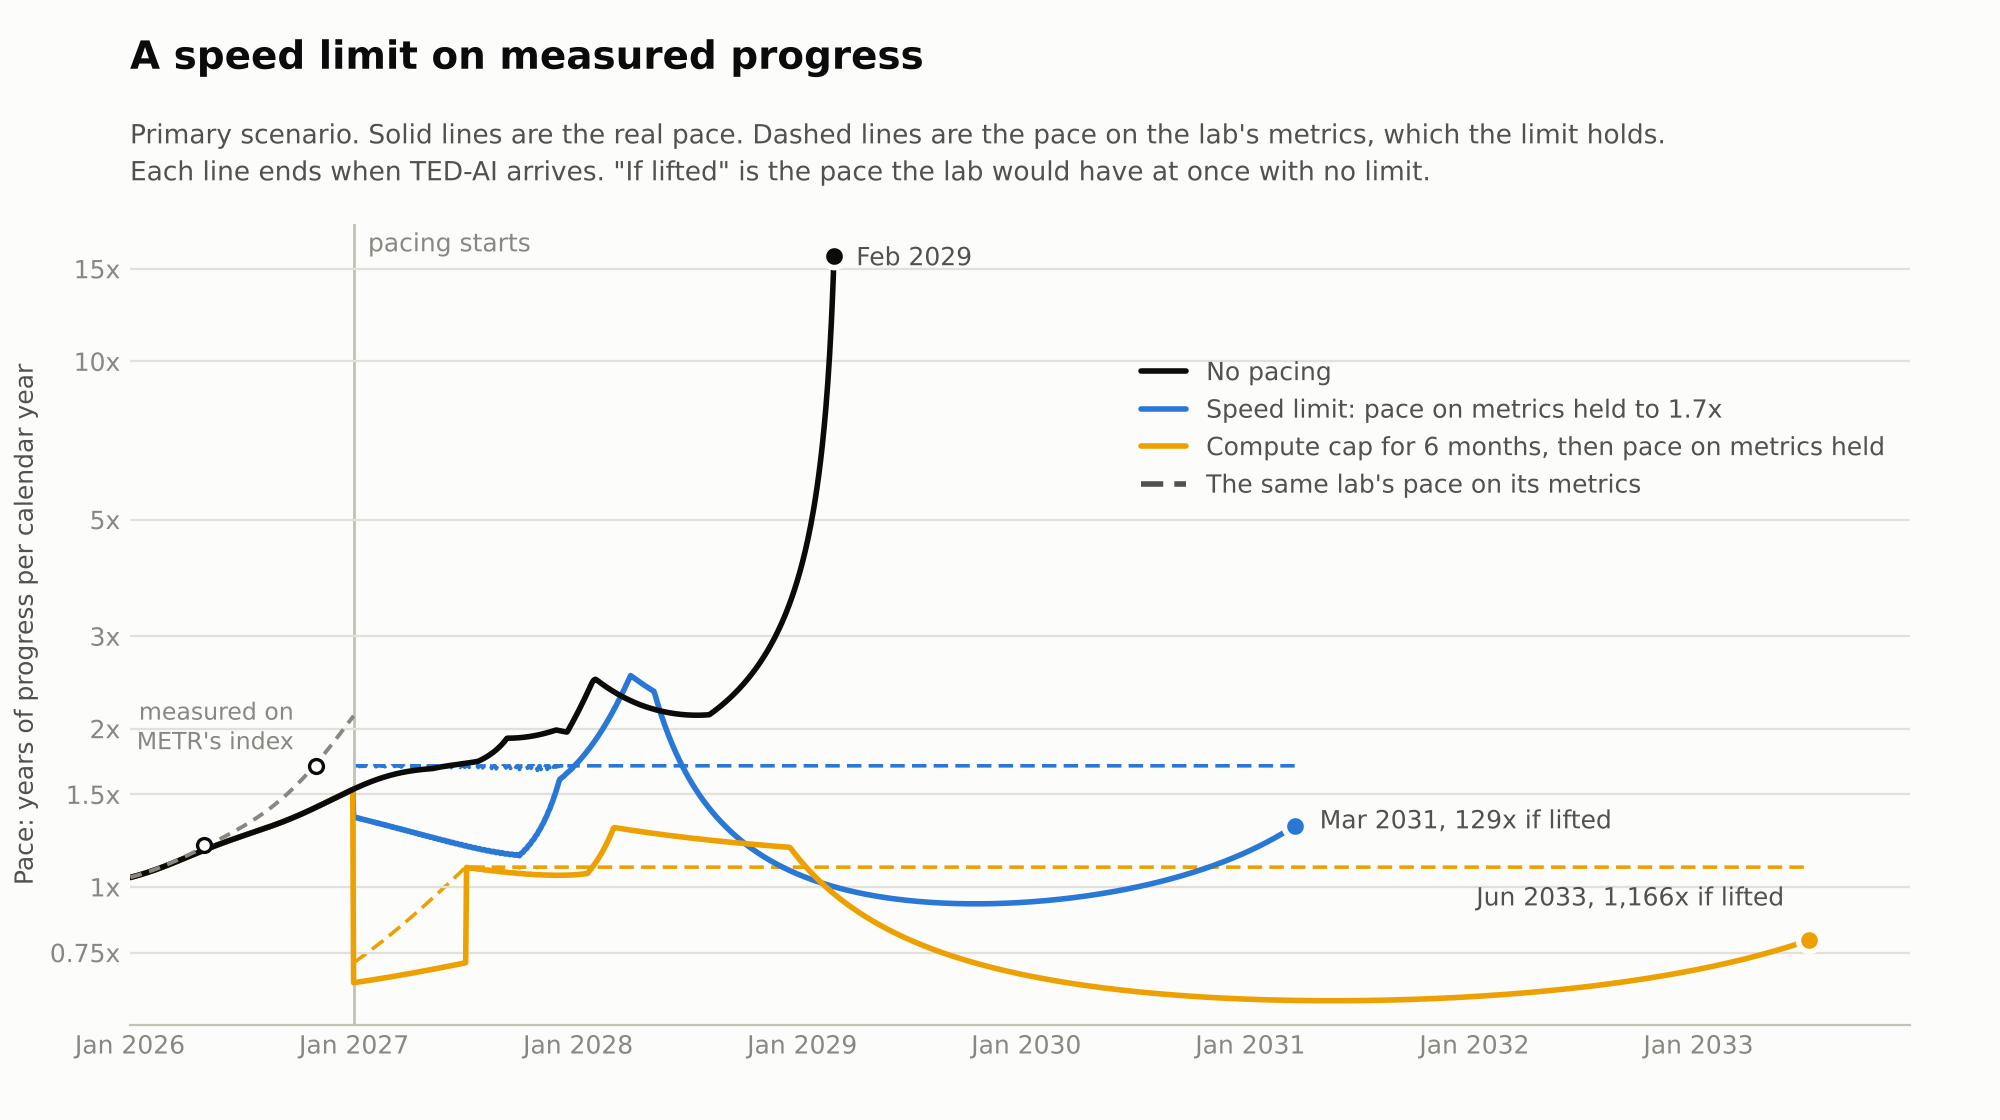 A speed limit on measured progress
Primary scenario. Solid lines are the real pace. Dashed lines are the pace on the lab's metrics, which the limit holds.
Each line ends when TED-AI arrives. "If lifted" is the pace the lab would have at once with no limit.
Pace: years of progress per calendar year
15x
10x
5x
3x
2x
1.5x
1x
0.75x
pacing starts
Feb 2029
No pacing
Speed limit: pace on metrics held to 1.7x
Compute cap for 6 months, then pace on metrics held
The same lab's pace on its metrics
measured on
METR's index
Mar 2031, 129x if lifted
Jun 2033, 1,166x if lifted
Jan 2026
Jan 2027
Jan 2028
Jan 2029
Jan 2030
Jan 2031
Jan 2032
Jan 2033